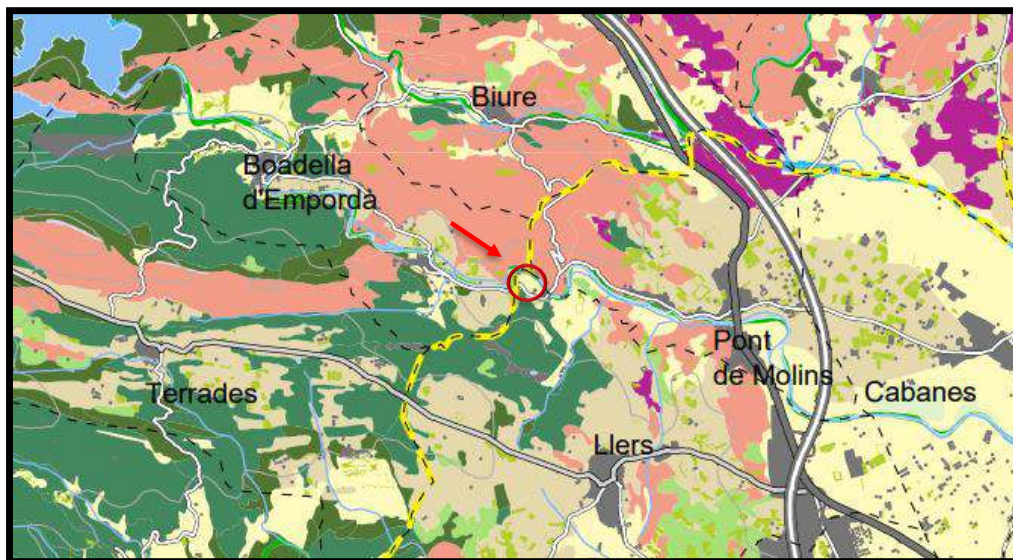 Biure
Boadella
d'Empordà
Pont
de Molins
Terrades
Cabanes
Llers